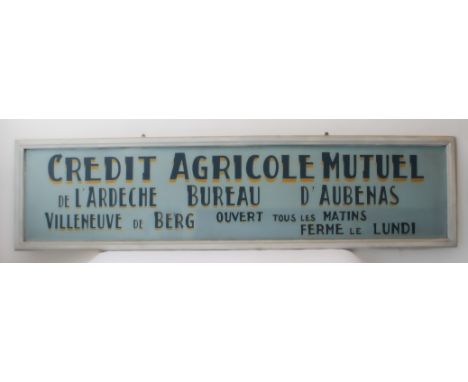 CREDIT AGRICOLE MUTUEL
DE L'ARDECHE BUREAU D'AUBENAS
VILLENEUVE DE BERG OUVERT TOUS LES MATINS
FERME LE LUNDI